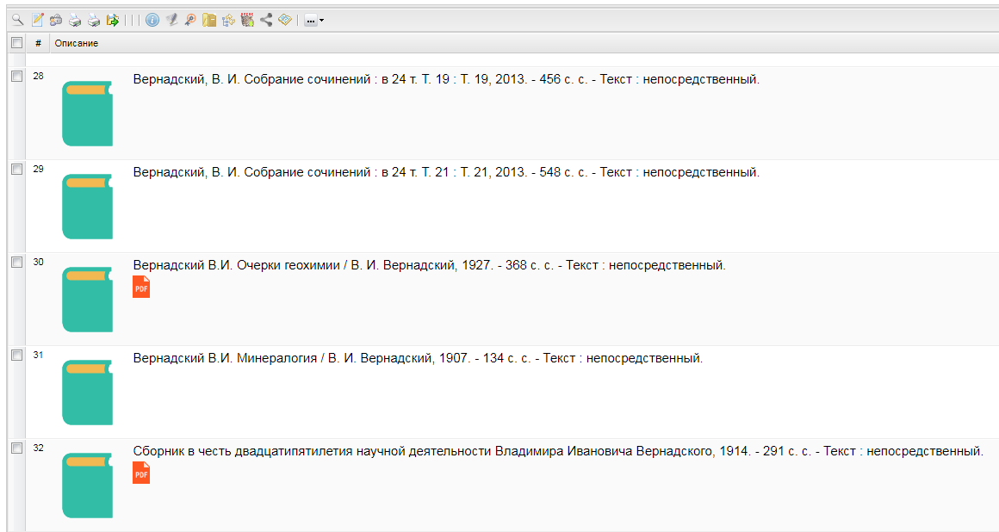 # Описание
28 Вернадский, В. И. Собрание сочинений : в 24 т. Т. 19 : Т. 19, 2013. - 456 с. с. - Текст : непосредственный.
29 Вернадский, В. И. Собрание сочинений : в 24 т. Т. 21 : Т. 21, 2013. - 548 с. с. - Текст : непосредственный.
30 Вернадский В.И. Очерки геохимии / В. И. Вернадский, 1927. - 368 с. с. - Текст : непосредственный.
PDF
31 Вернадский В.И. Минералогия / В. И. Вернадский, 1907. - 134 с. с. - Текст : непосредственный.
32 Сборник в честь двадцатипятилетия научной деятельности Владимира Ивановича Вернадского, 1914. - 291 с. с. - Текст : непосредственный.
PDF